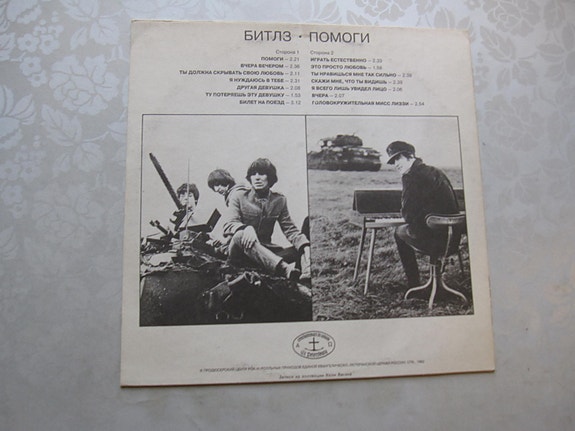 БИТЛЗ · ПОМОГИ
Сторона 1
ПОМОГИ — 2.21
ВЧЕРА ВЕЧЕРОМ — 2.36
ТЫ ДОЛЖНА СКРЫВАТЬ СВОЮ ЛЮБОВЬ — 2.11
Я НУЖДАЮСЬ В ТЕБЕ — 2.31
ДРУГАЯ ДЕВУШКА — 2.08
ТУ ПОТЕРЯЕШЬ ЭТУ ДЕВУШКУ — 1.53
БИЛЕТ НА ПОЕЗД — 3.12
Сторона 2
ИГРАТЬ ЕСТЕСТВЕННО — 2.33
ЭТО ПРОСТО ЛЮБОВЬ — 1.58
ТЫ НРАВИШЬСЯ МНЕ ТАК СИЛЬНО — 2.38
СКАЖИ МНЕ, ЧТО ТЫ ВИДИШЬ — 2.39
Я ВСЕГО ЛИШЬ УВИДЕЛ ЛИЦО — 2.06
ВЧЕРА — 2.07
ГОЛОВОКРУЖИТЕЛЬНАЯ МИСС ЛИЗЗИ — 2.54